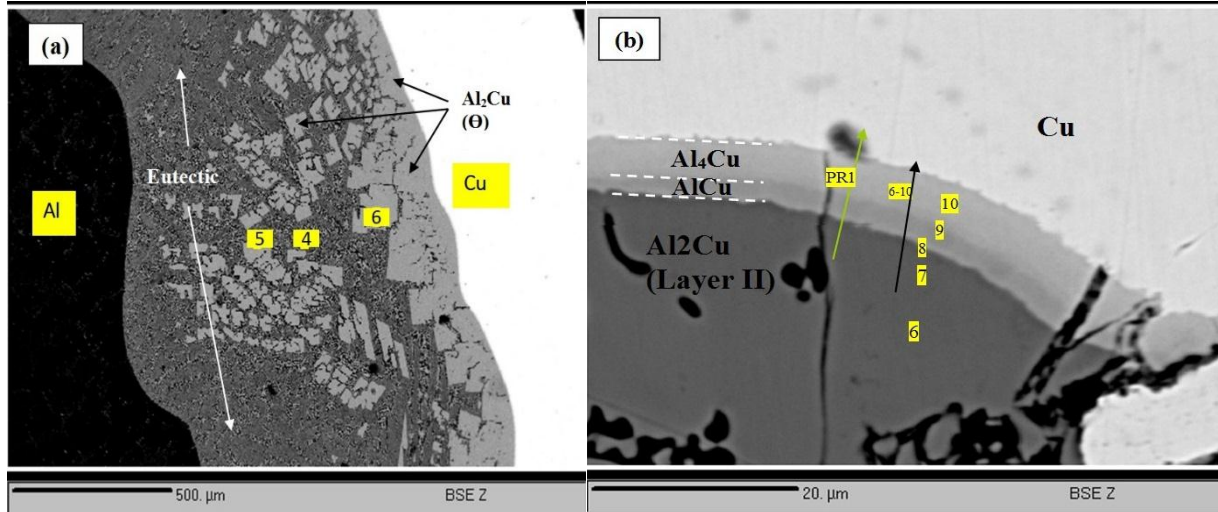 (a)
Al₂Cu
(Ө)
Eutectic
Al
Cu
6
5
4
500. µm
BSE Z
(b)
Cu
Al₄Cu
AlCu
PR1
6-10
10
9
8
7
6
Al2Cu
(Layer II)
20. µm
BSE Z